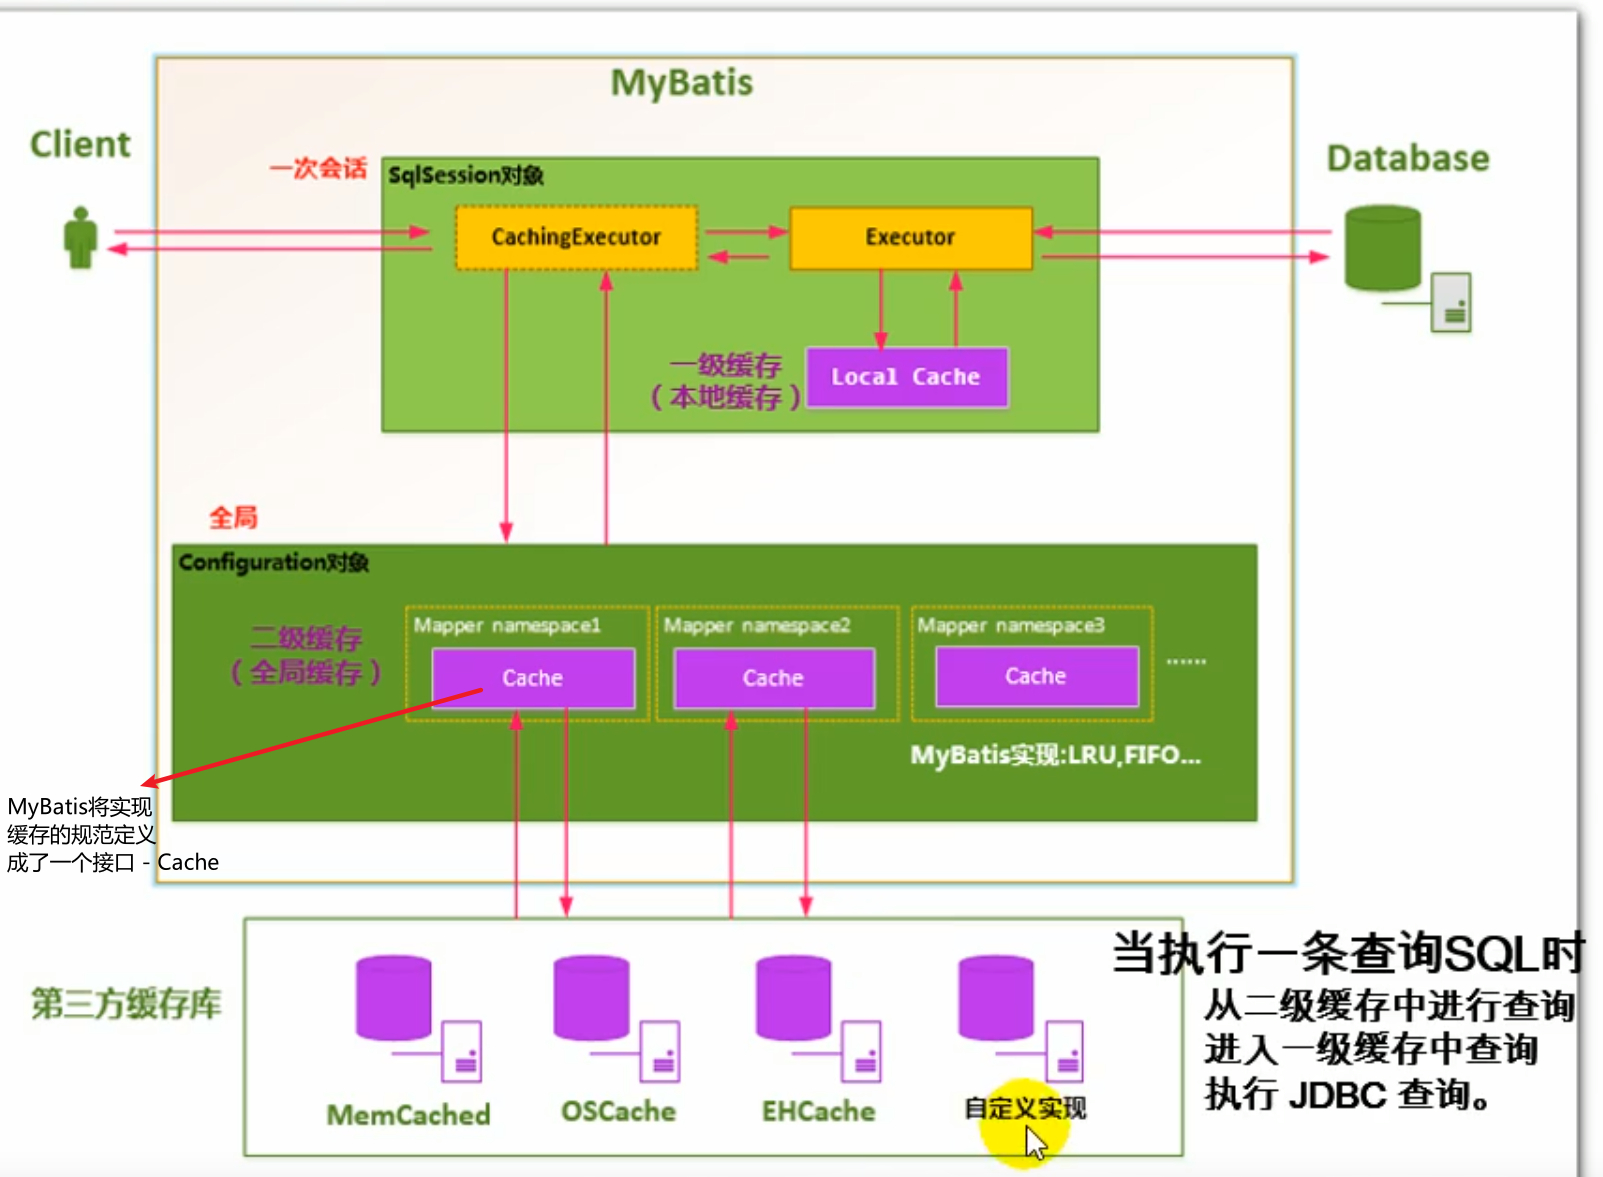 MyBatis
Client
一次会话
SqlSession对象
Database
CachingExecutor
Executor
一级缓存
（本地缓存）
Local Cache
全局
Configuration对象
二级缓存
（全局缓存）
Mapper namespace1
Cache
Mapper namespace2
Cache
Mapper namespace3
Cache
······
MyBatis实现:LRU,FIFO...
MyBatis将实现
缓存的规范定义
成了一个接口 - Cache
第三方缓存库
MemCached
OSCache
EHCache
自定义实现
当执行一条查询SQL时
从二级缓存中进行查询
进入一级缓存中查询
执行 JDBC 查询。